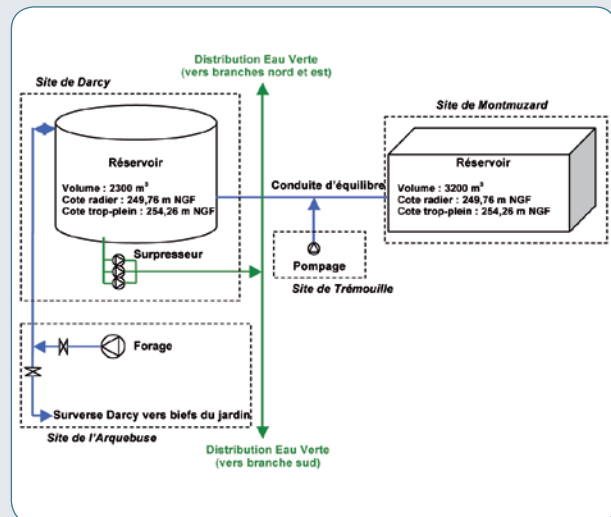 Distribution Eau Verte
(vers branches nord et est)
Site de Darcy
Réservoir
Volume : 2300 m³
Cote radier : 249,76 m NGF
Cote trop-plein : 254,26 m NGF
Surpresseur
Conduite d'équilibre
Site de Montmuzard
Réservoir
Volume : 3200 m³
Cote radier : 249,76 m NGF
Cote trop-plein : 254,26 m NGF
Pompage
Site de Trémouille
Forage
Surverse Darcy vers biefs du jardin
Site de l'Arquebuse
Distribution Eau Verte
(vers branche sud)